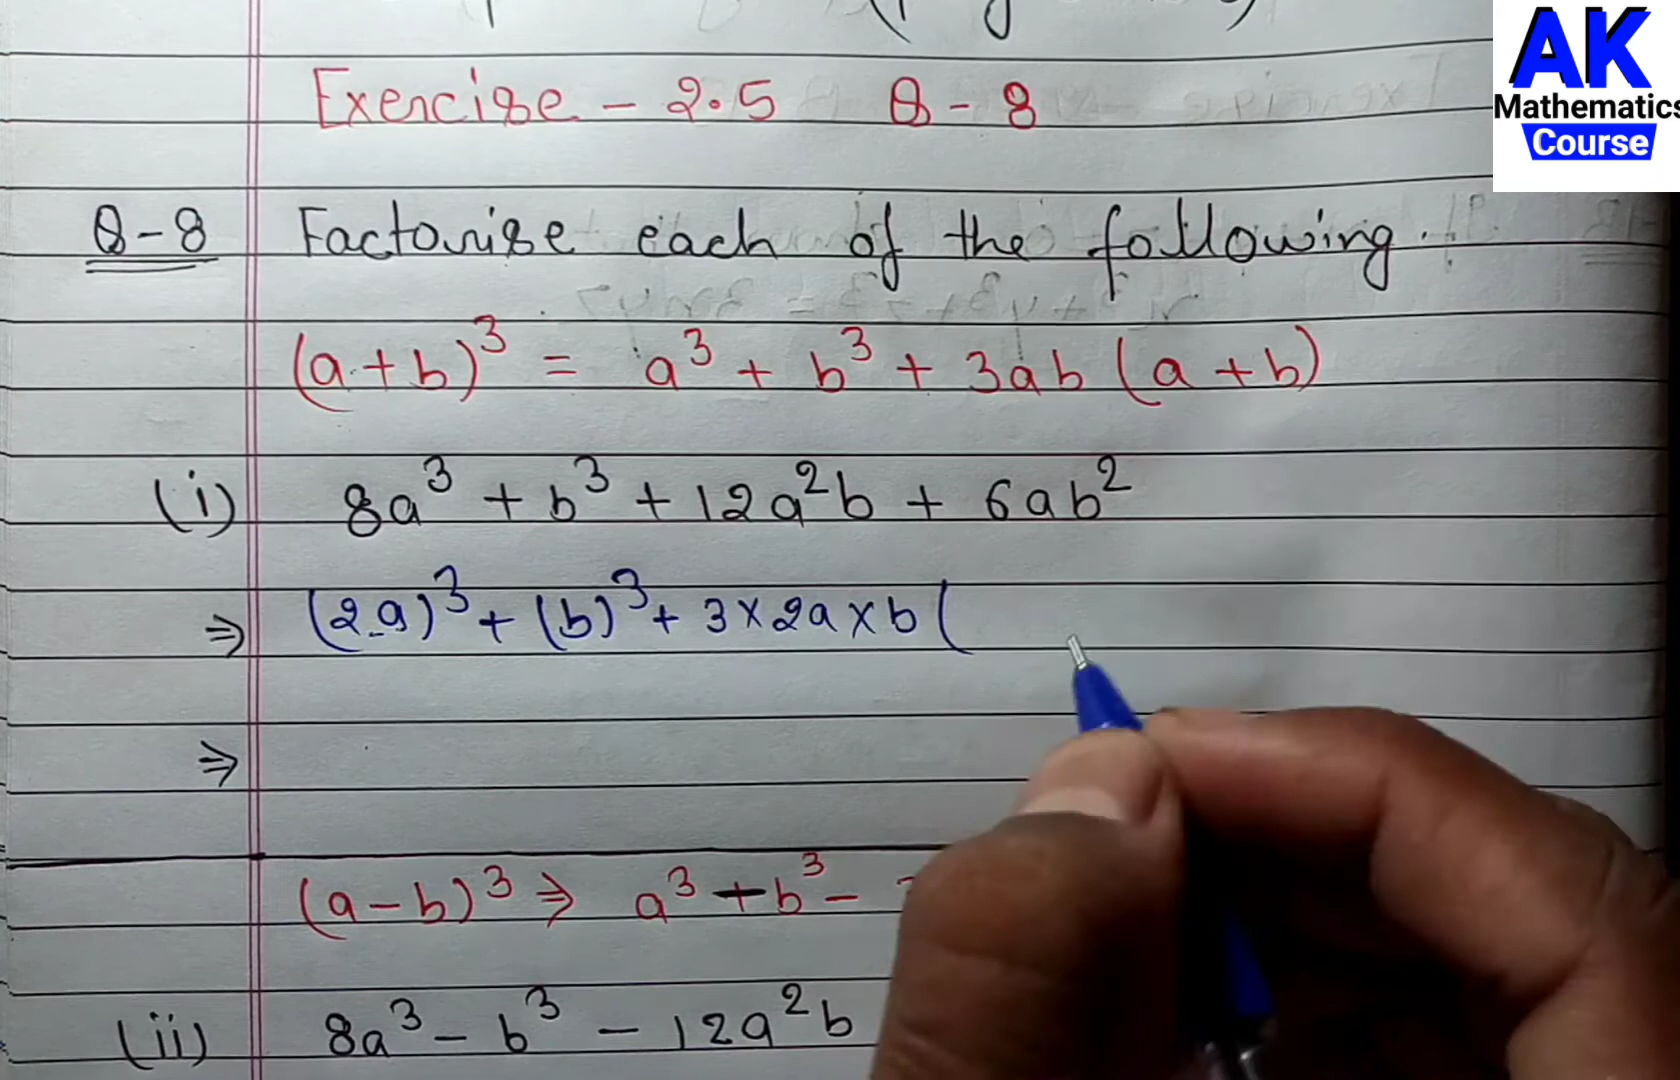 AK
Mathematics
Course
Exercise - 2.5 Q - 8
Q-8 Factorise each of the following.
(a+b)³ = a³ + b³ + 3ab (a+b)
(i) 8a³ + b³ + 12a²b + 6ab²
⇒ (2a)³ + (b)³ + 3×2a×b (
⇒
(a-b)³ ⇒ a³ + b³ -
(ii) 8a³ - b³ - 12a²b